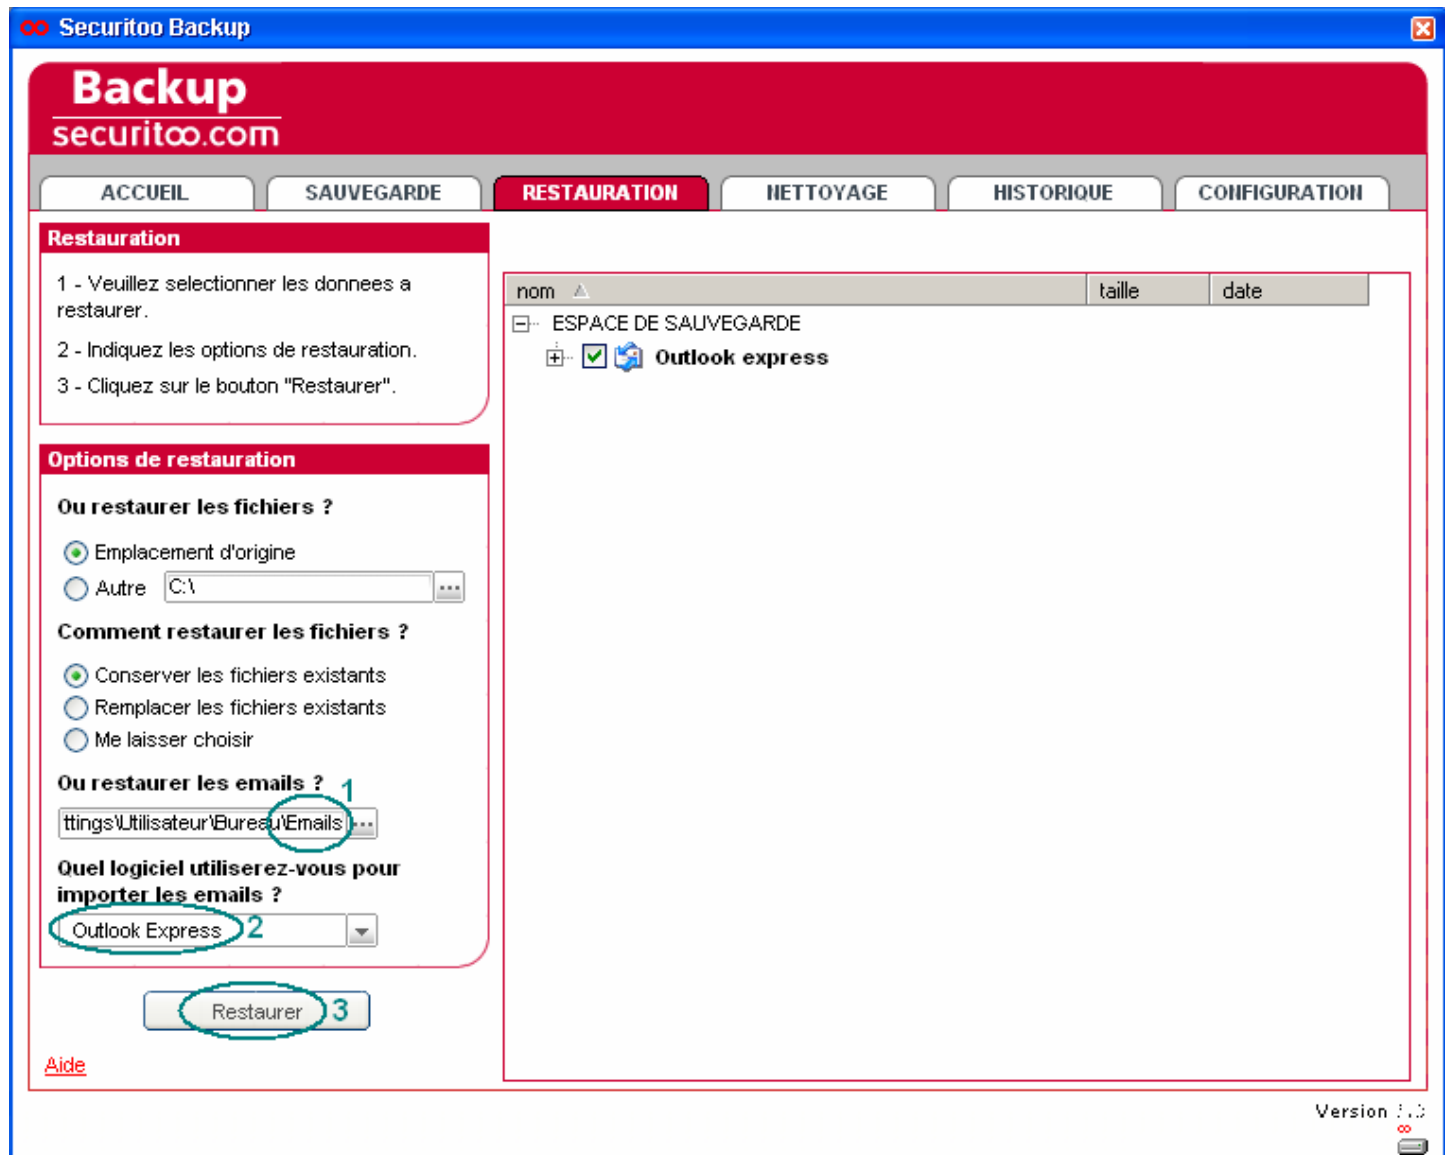 Securitoo Backup
Backup
securitoo.com
ACCUEIL SAUVEGARDE RESTAURATION NETTOYAGE HISTORIQUE CONFIGURATION
Restauration
1 - Veuillez selectionner les donnees a
restaurer.
2 - Indiquez les options de restauration.
3 - Cliquez sur le bouton "Restaurer".
nom taille date
ESPACE DE SAUVEGARDE
Outlook express
Options de restauration
Ou restaurer les fichiers ?
Emplacement d'origine
Autre C:\ ...
Comment restaurer les fichiers ?
Conserver les fichiers existants
Remplacer les fichiers existants
Me laisser choisir
Ou restaurer les emails ? 1
ttings\Utilisateur\Bureau\Emails ...
Quel logiciel utiliserez-vous pour
importer les emails ?
Outlook Express 2
Restaurer 3
Aide
Version